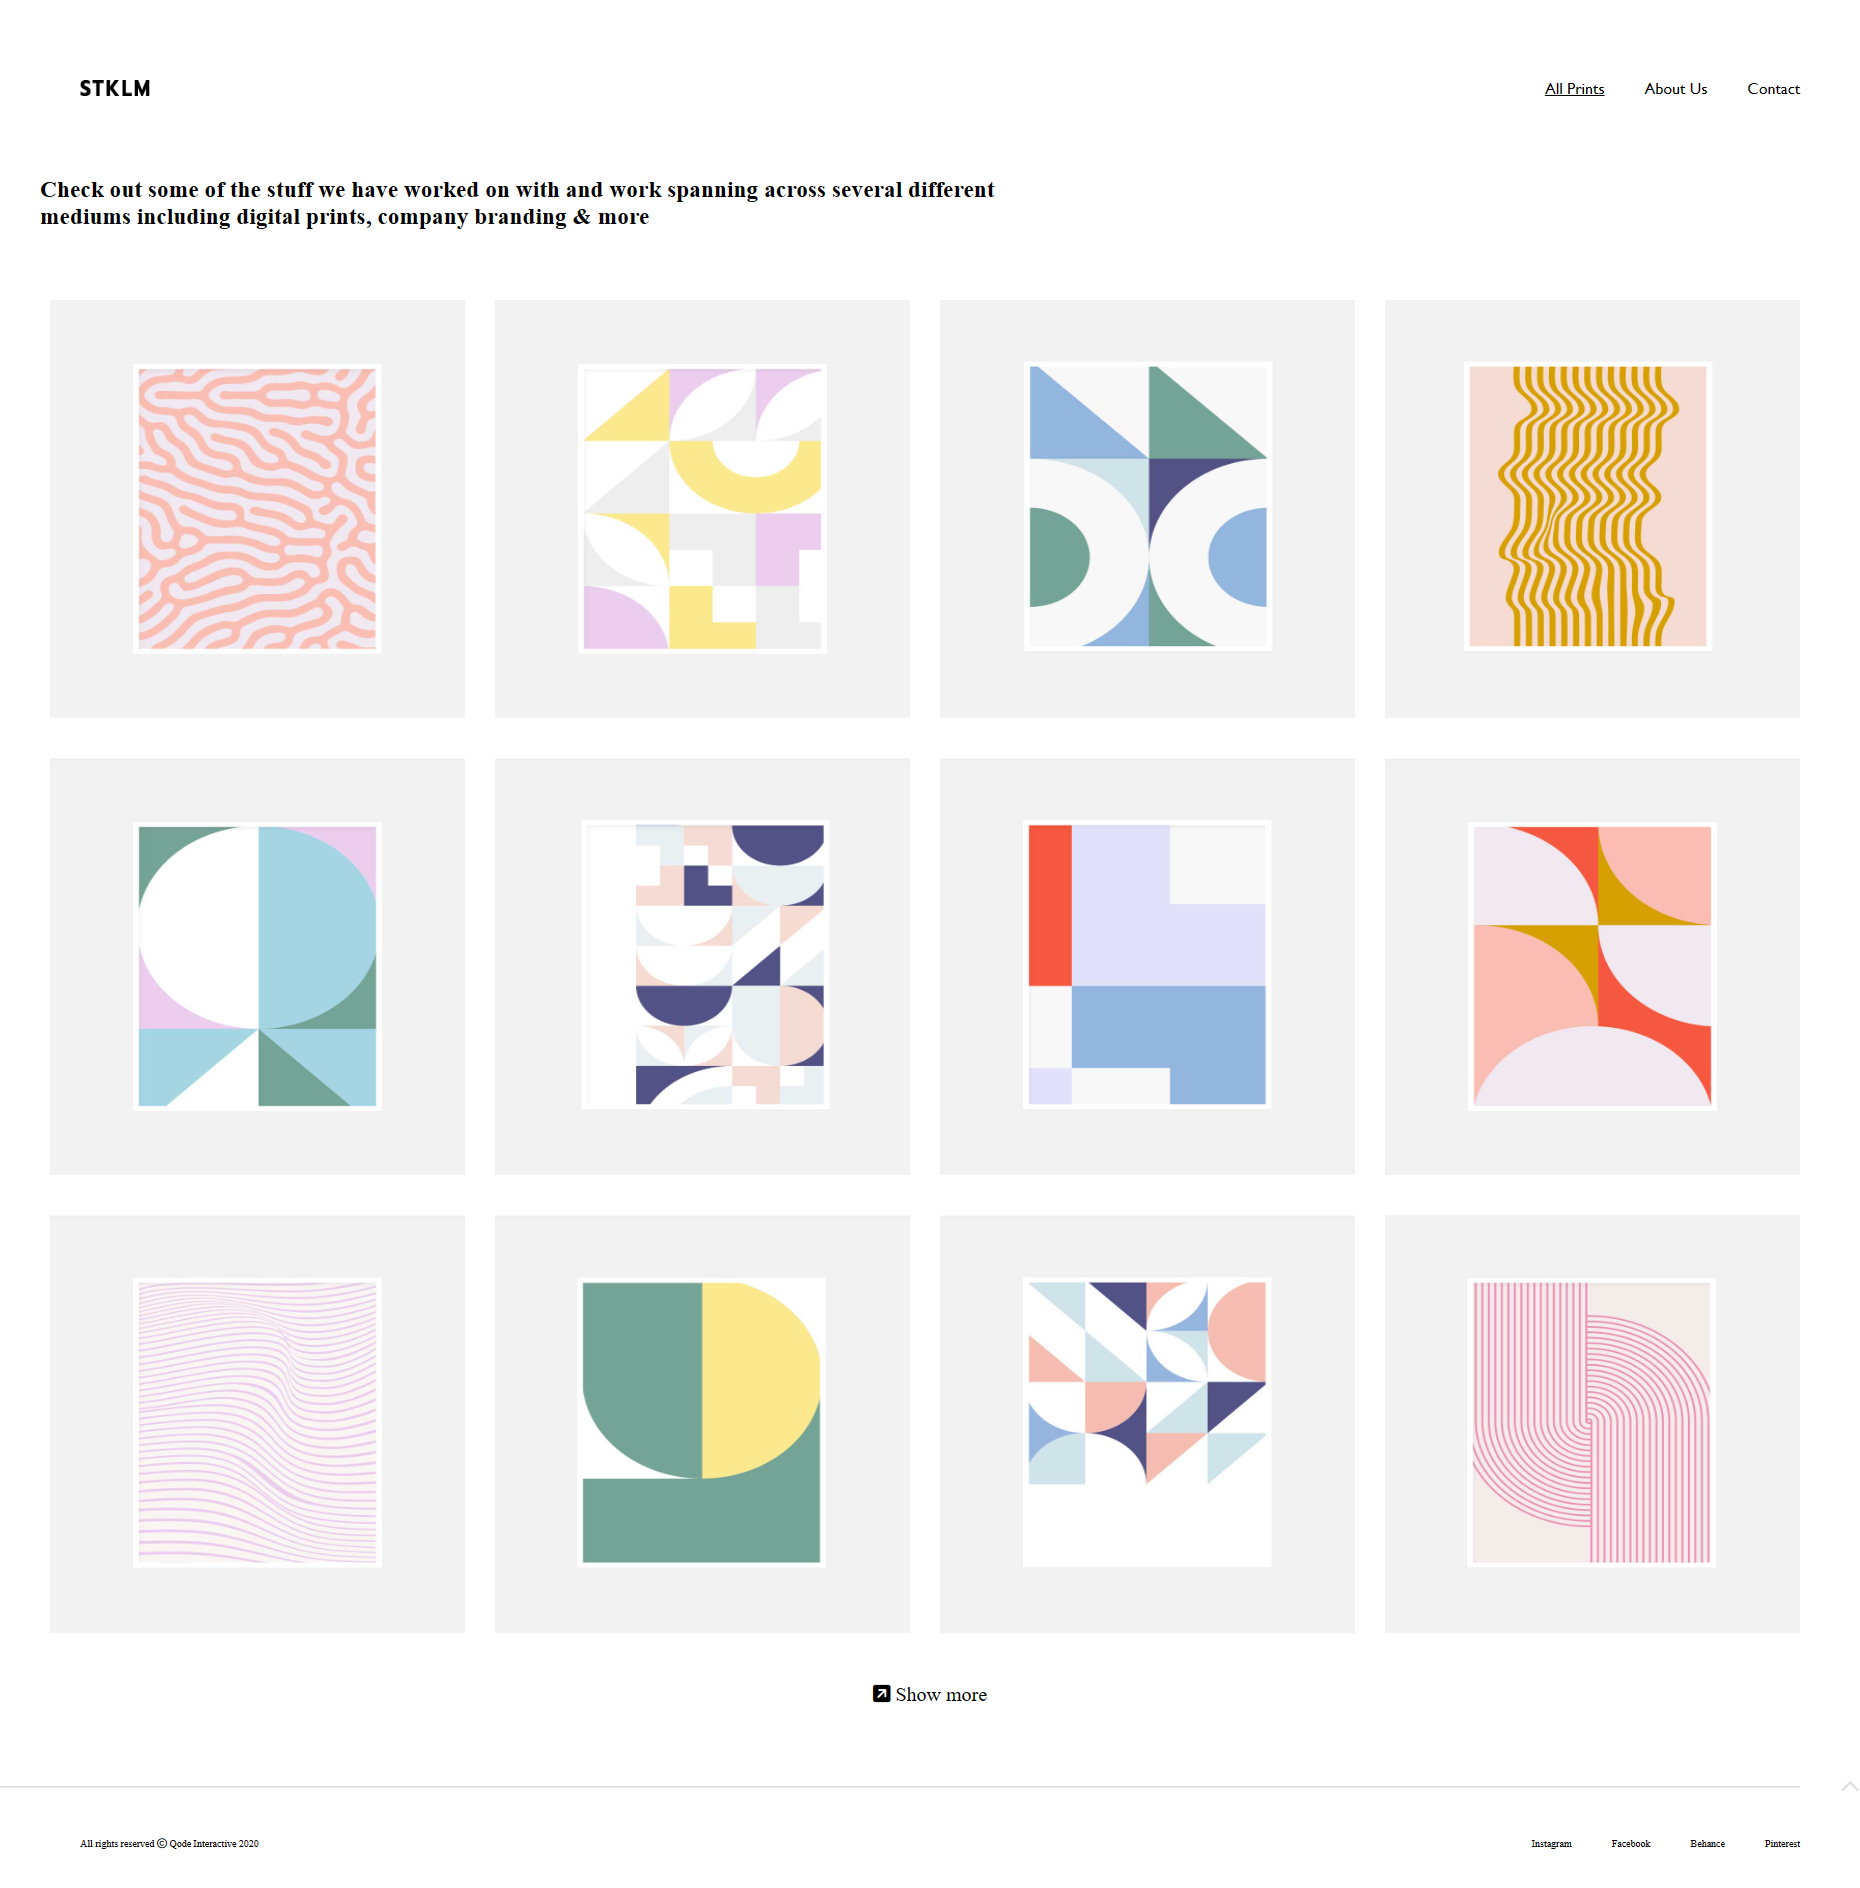 STKLM
All Prints
About Us
Contact
Check out some of the stuff we have worked on with and work spanning across several different
mediums including digital prints, company branding & more
Show more
All rights reserved © Qode Interactive 2020
Instagram
Facebook
Behance
Pinterest